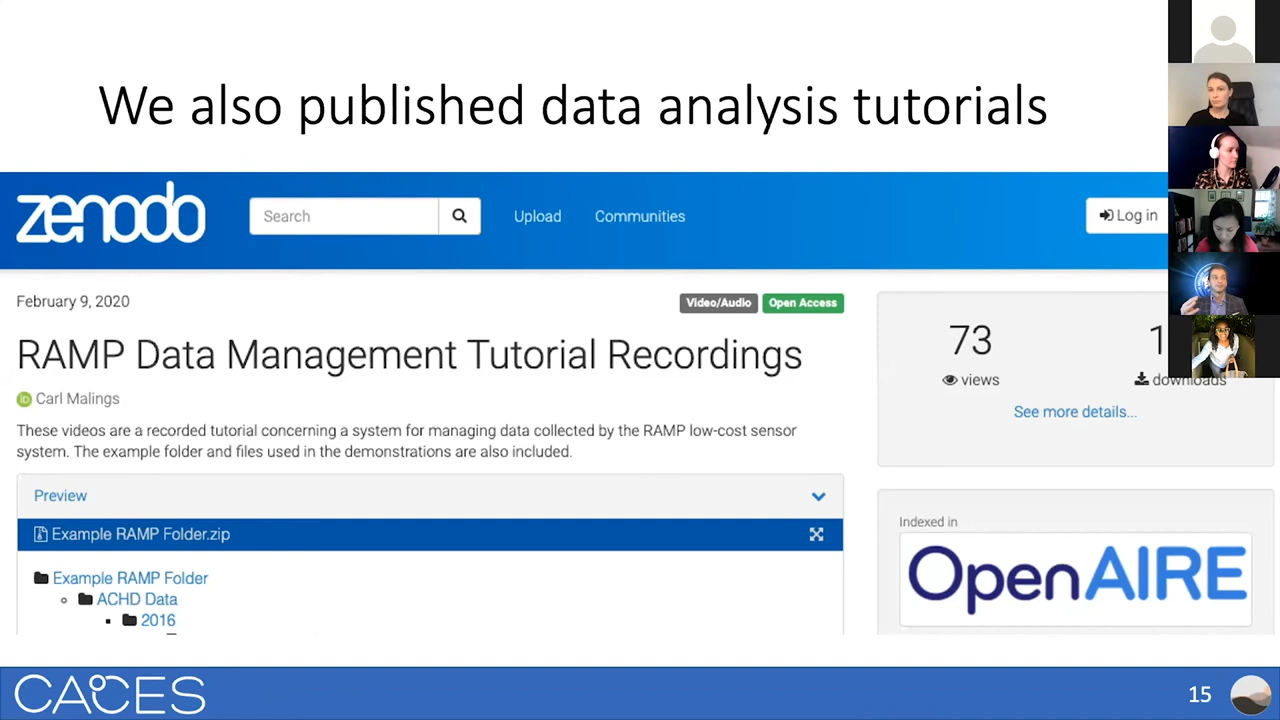 We also published data analysis tutorials
zenodo
Search
Upload
Communities
Log in
February 9, 2020
Video/Audio
Open Access
RAMP Data Management Tutorial Recordings
Carl Malings
These videos are a recorded tutorial concerning a system for managing data collected by the RAMP low-cost sensor
system. The example folder and files used in the demonstrations are also included.
Preview
Example RAMP Folder.zip
Example RAMP Folder
ACHD Data
2016
73
1
views
downloads
See more details...
Indexed in
OpenAIRE
CACES
15